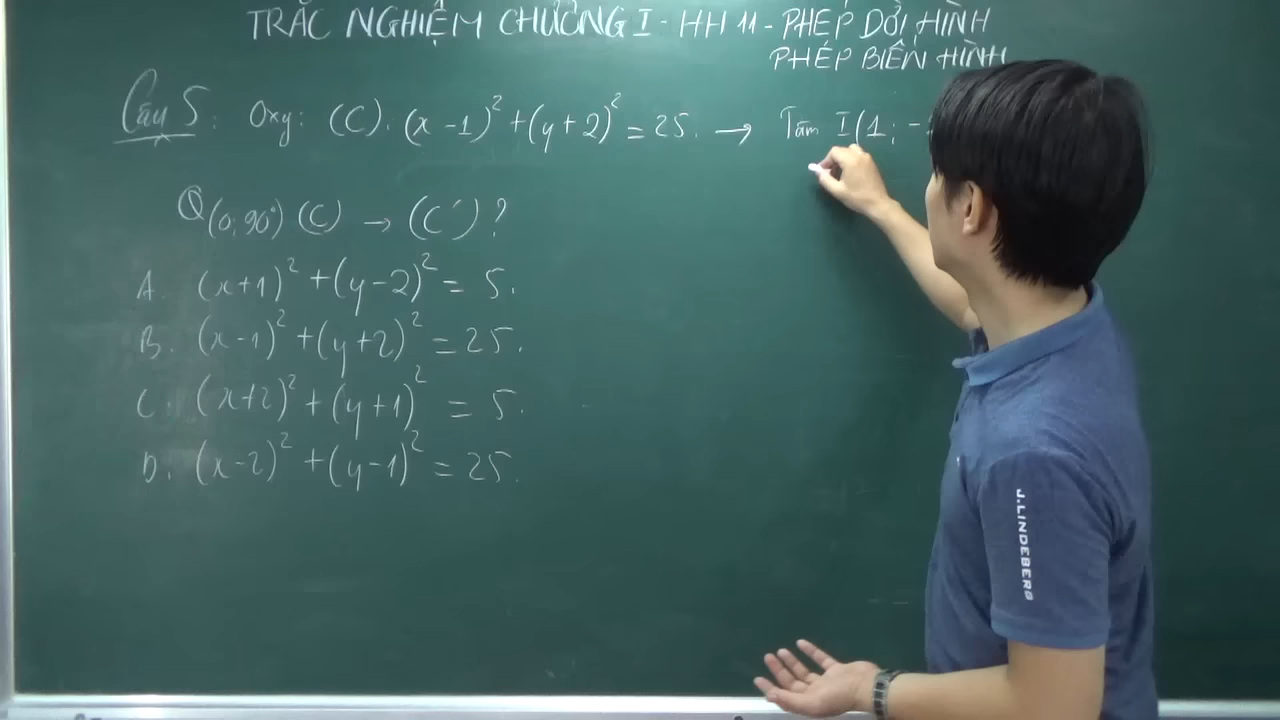 TRẮC NGHIỆM CHƯƠNG I - HH 11 - PHÉP DỜI HÌNH
PHÉP BIẾN HÌNH
Câu 5: Oxy: (C): (x-1)² + (y+2)² = 25. → Tâm I(1; -
Q(0; 90°) (C) → (C')?
A. (x+1)² + (y-2)² = 5.
B. (x-1)² + (y+2)² = 25.
C. (x+2)² + (y+1)² = 5.
D. (x-2)² + (y-1)² = 25.
J.LINDEBERG